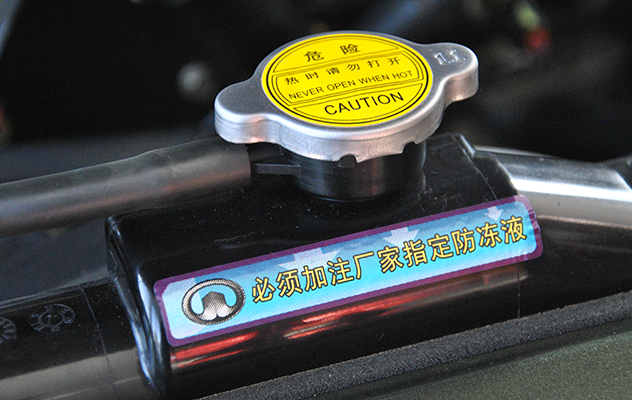 危险
热时请勿打开
NEVER OPEN WHEN HOT
CAUTION
1.1
必须加注厂家指定防冻液